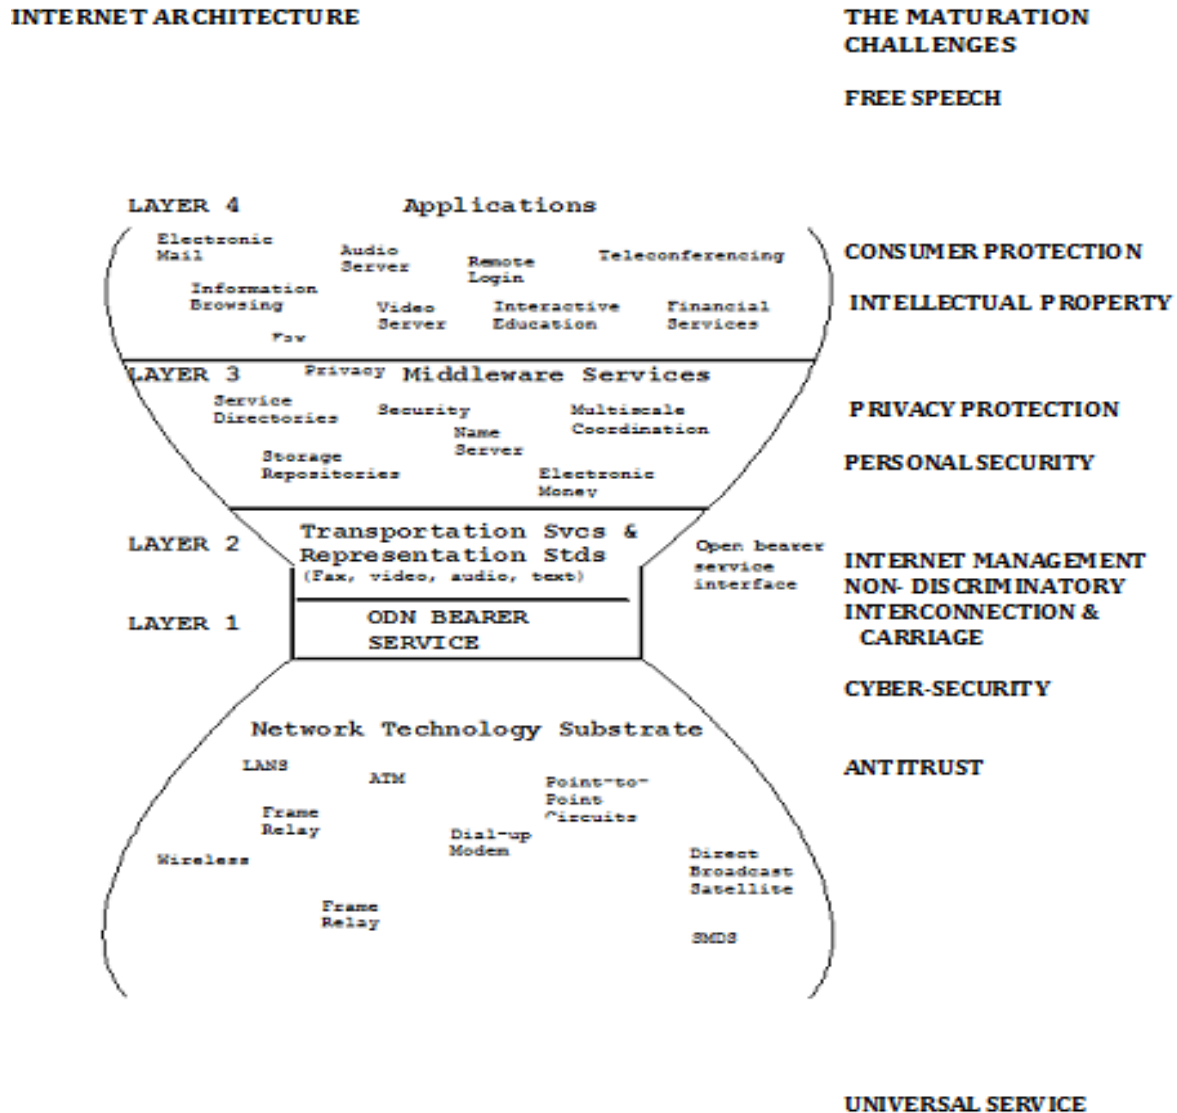 INTERNET ARCHITECTURE
THE MATURATION
CHALLENGES
FREE SPEECH
LAYER 4
Applications
Electronic
Mail
Audio
Server
Remote
Login
Teleconferencing
CONSUMER PROTECTION
Information
Browsing
Video
Server
Interactive
Education
Financial
Services
INTELLECTUAL PROPERTY
Fax
LAYER 3
Privacy
Middleware Services
Service
Directories
Security
Name
Server
Multiscale
Coordination
PRIVACY PROTECTION
Storage
Repositories
Electronic
Money
PERSONAL SECURITY
LAYER 2
Transportation Svcs &
Representation Stds
(Fax, video, audio, text)
Open bearer
service
interface
INTERNET MANAGEMENT
NON- DISCRIMINATORY
INTERCONNECTION &
CARRIAGE
LAYER 1
ODN BEARER
SERVICE
CYBER-SECURITY
Network Technology Substrate
ANTITRUST
LANS
ATM
Point-to-
Point
Circuits
Frame
Relay
Dial-up
Modem
Wireless
Direct
Broadcast
Satellite
Frame
Relay
SMDS
UNIVERSAL SERVICE